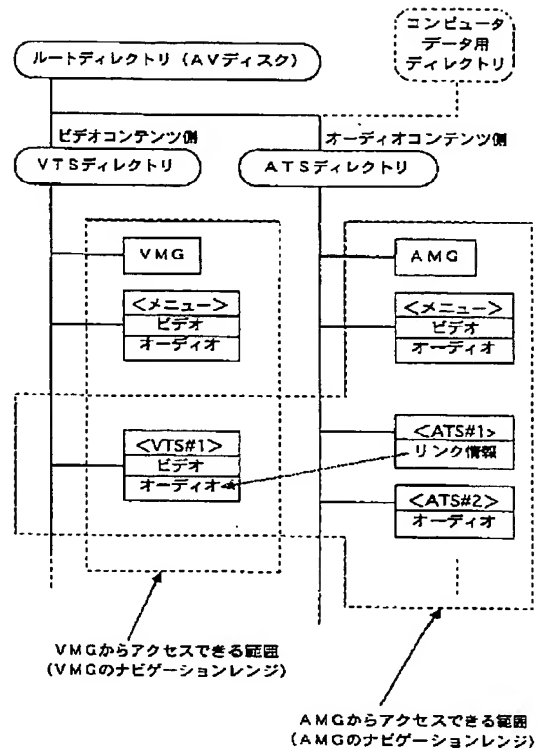 コンピュータ
データ用
ディレクトリ
ルートディレクトリ (AVディスク)
ビデオコンテンツ側
VTSディレクトリ
オーディオコンテンツ側
ATSディレクトリ
VMG
<メニュー>
ビデオ
オーディオ
AMG
<メニュー>
ビデオ
オーディオ
<VTS#1>
ビデオ
オーディオ
<ATS#1>
リンク情報
<ATS#2>
オーディオ
VMGからアクセスできる範囲
(VMGのナビゲーションレンジ)
AMGからアクセスできる範囲
(AMGのナビゲーションレンジ)